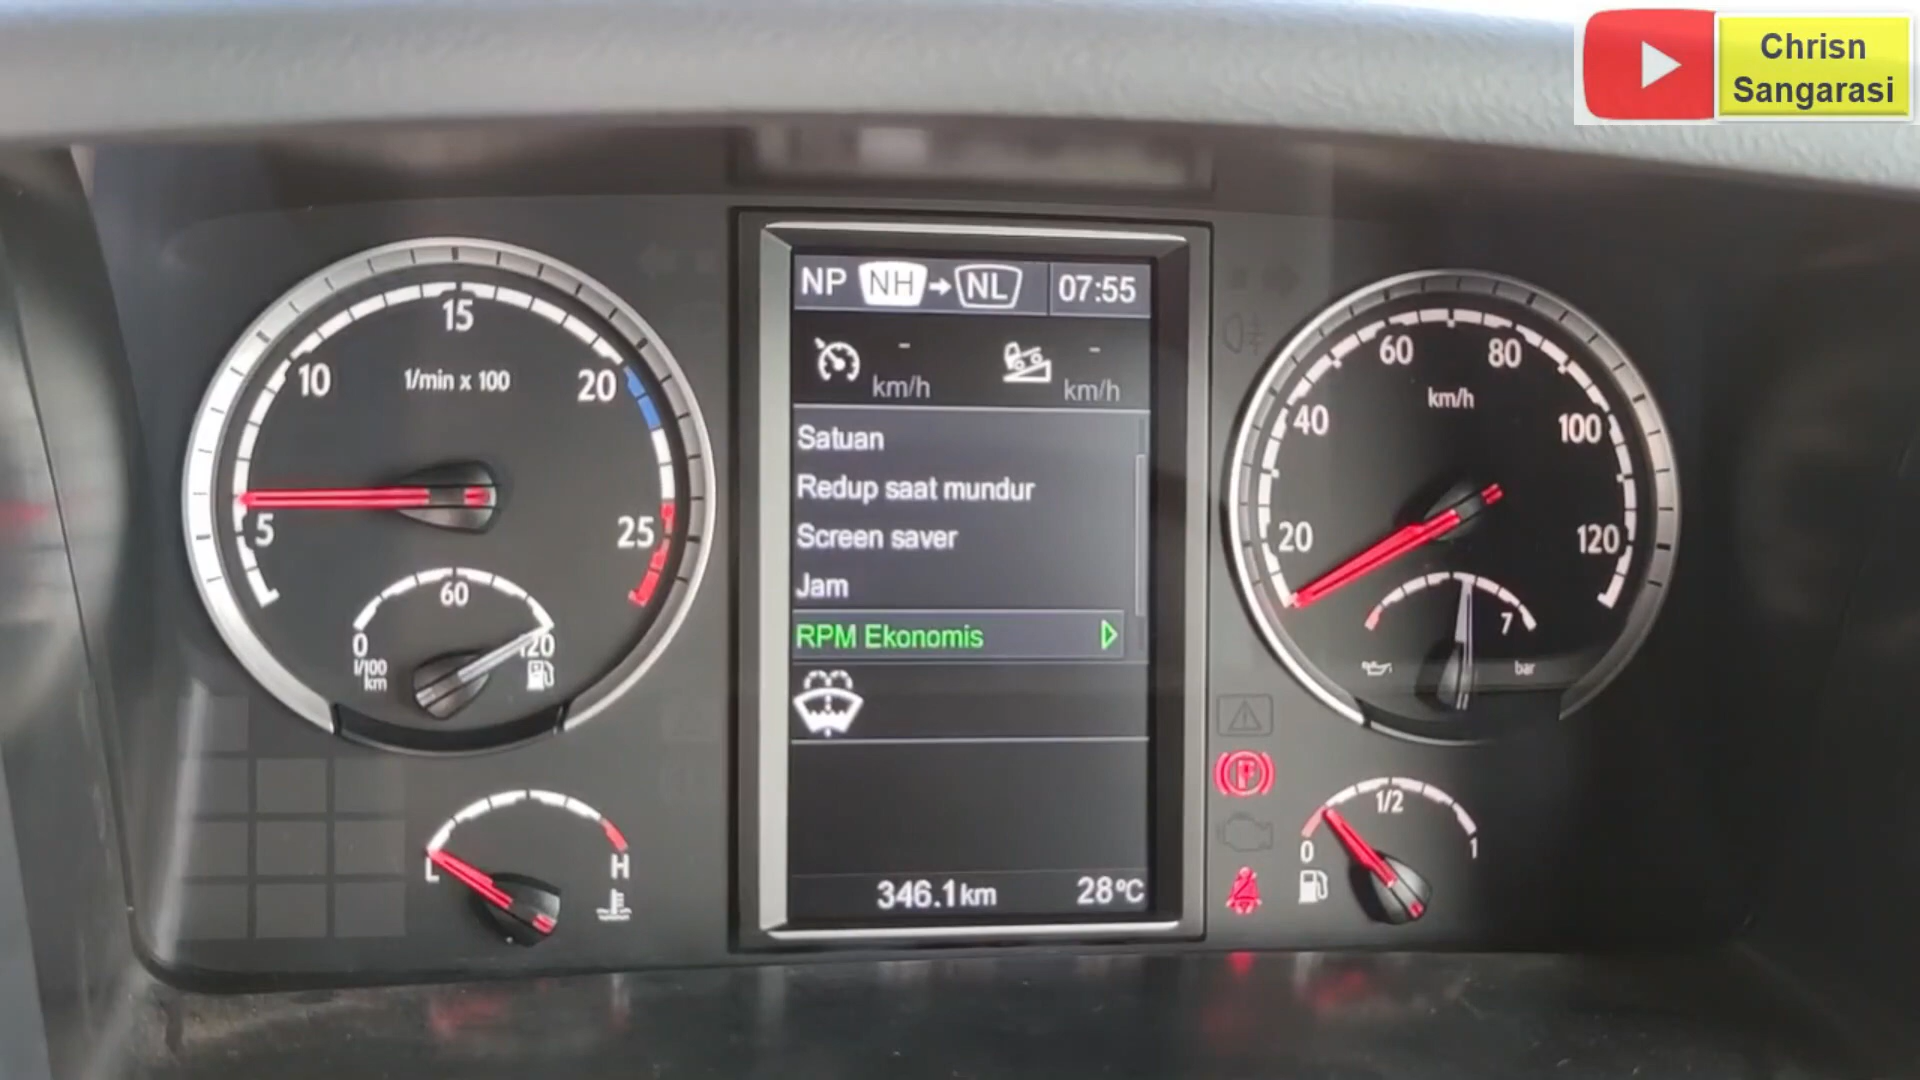 Chrisn
Sangarasi
NP NH → NL 07:55
- km/h - km/h
Satuan
Redup saat mundur
Screen saver
Jam
RPM Ekonomis
346.1km 28°C
5 10 15 20 25
1/min x 100
0 60 120
l/100
km
L H
20 40 60 80 100 120
km/h
7
bar
P
0 1/2 1